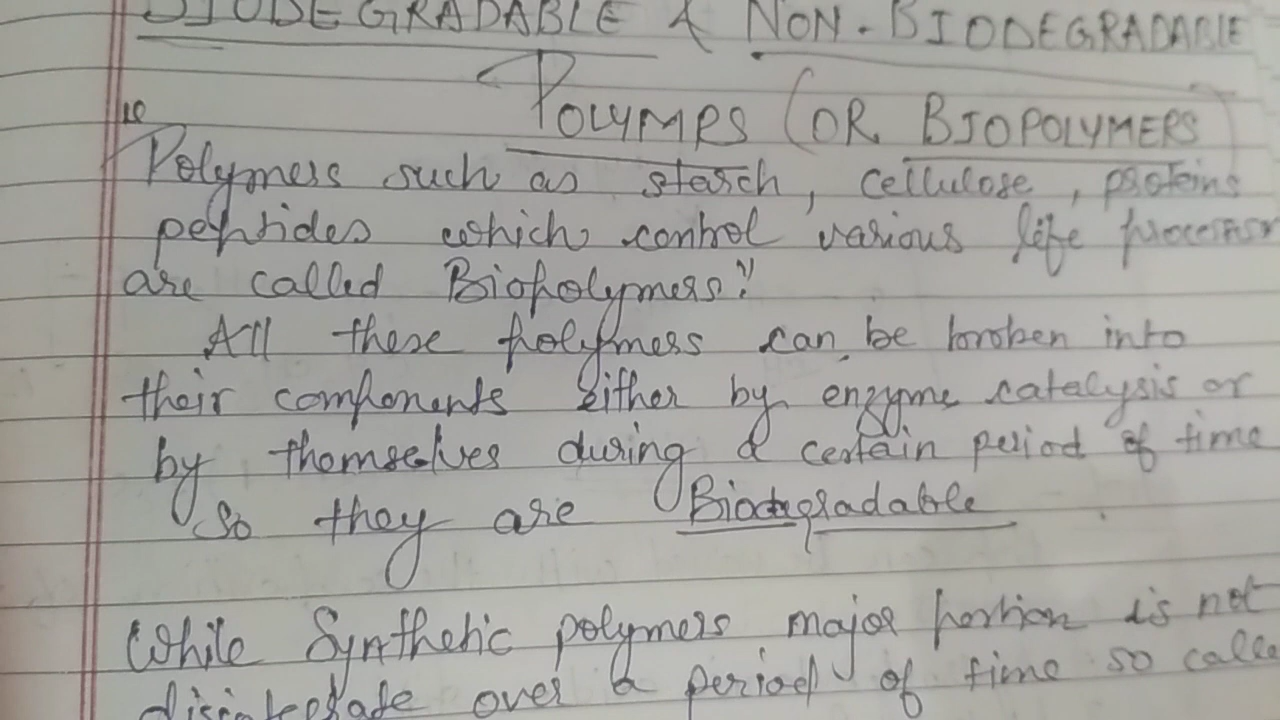 BIODEGRADABLE & NON-BIODEGRADABLE
POLYMRS (OR BIOPOLYMERS)
"Polymers such as starch, cellulose, proteins
peptides which control various life processes
are called Biopolymers"
All these polymers can be broken into
their components either by enzyme catalysis or
by themselves during a certain period of time
So they are Biodegradable
While Synthetic polymers major portion is not
disintegrate over a period of time so calle